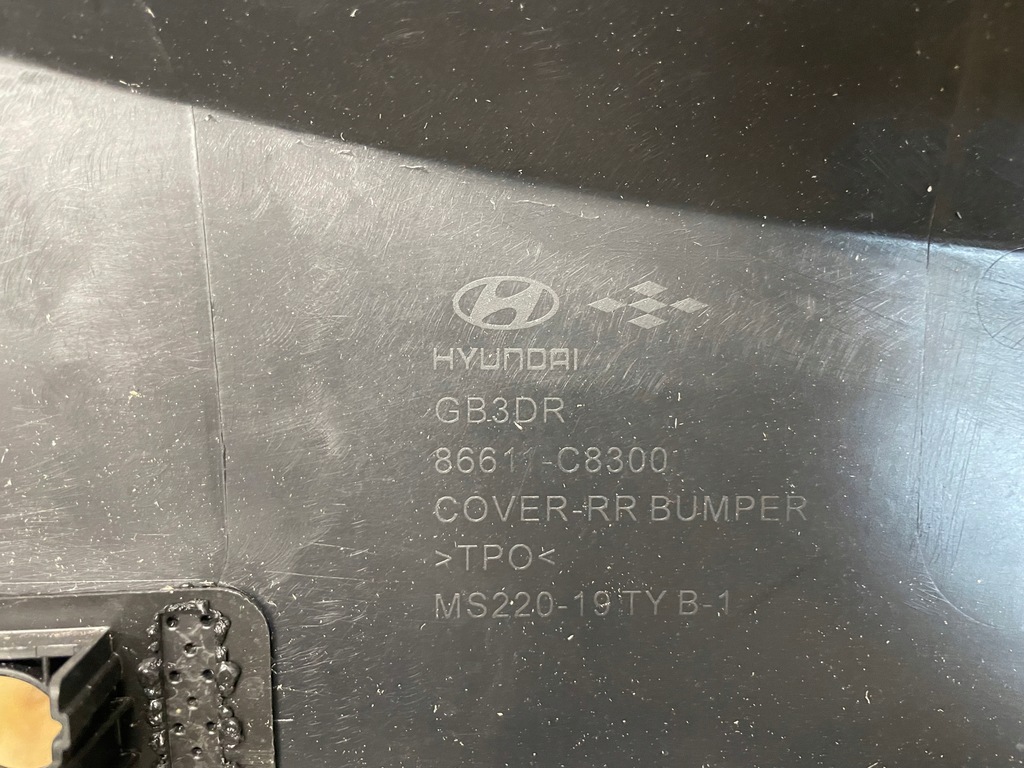 HYUNDAI
GB3DR
86611-C8300
COVER-RR BUMPER
>TPO<
MS220-19 TY B-1